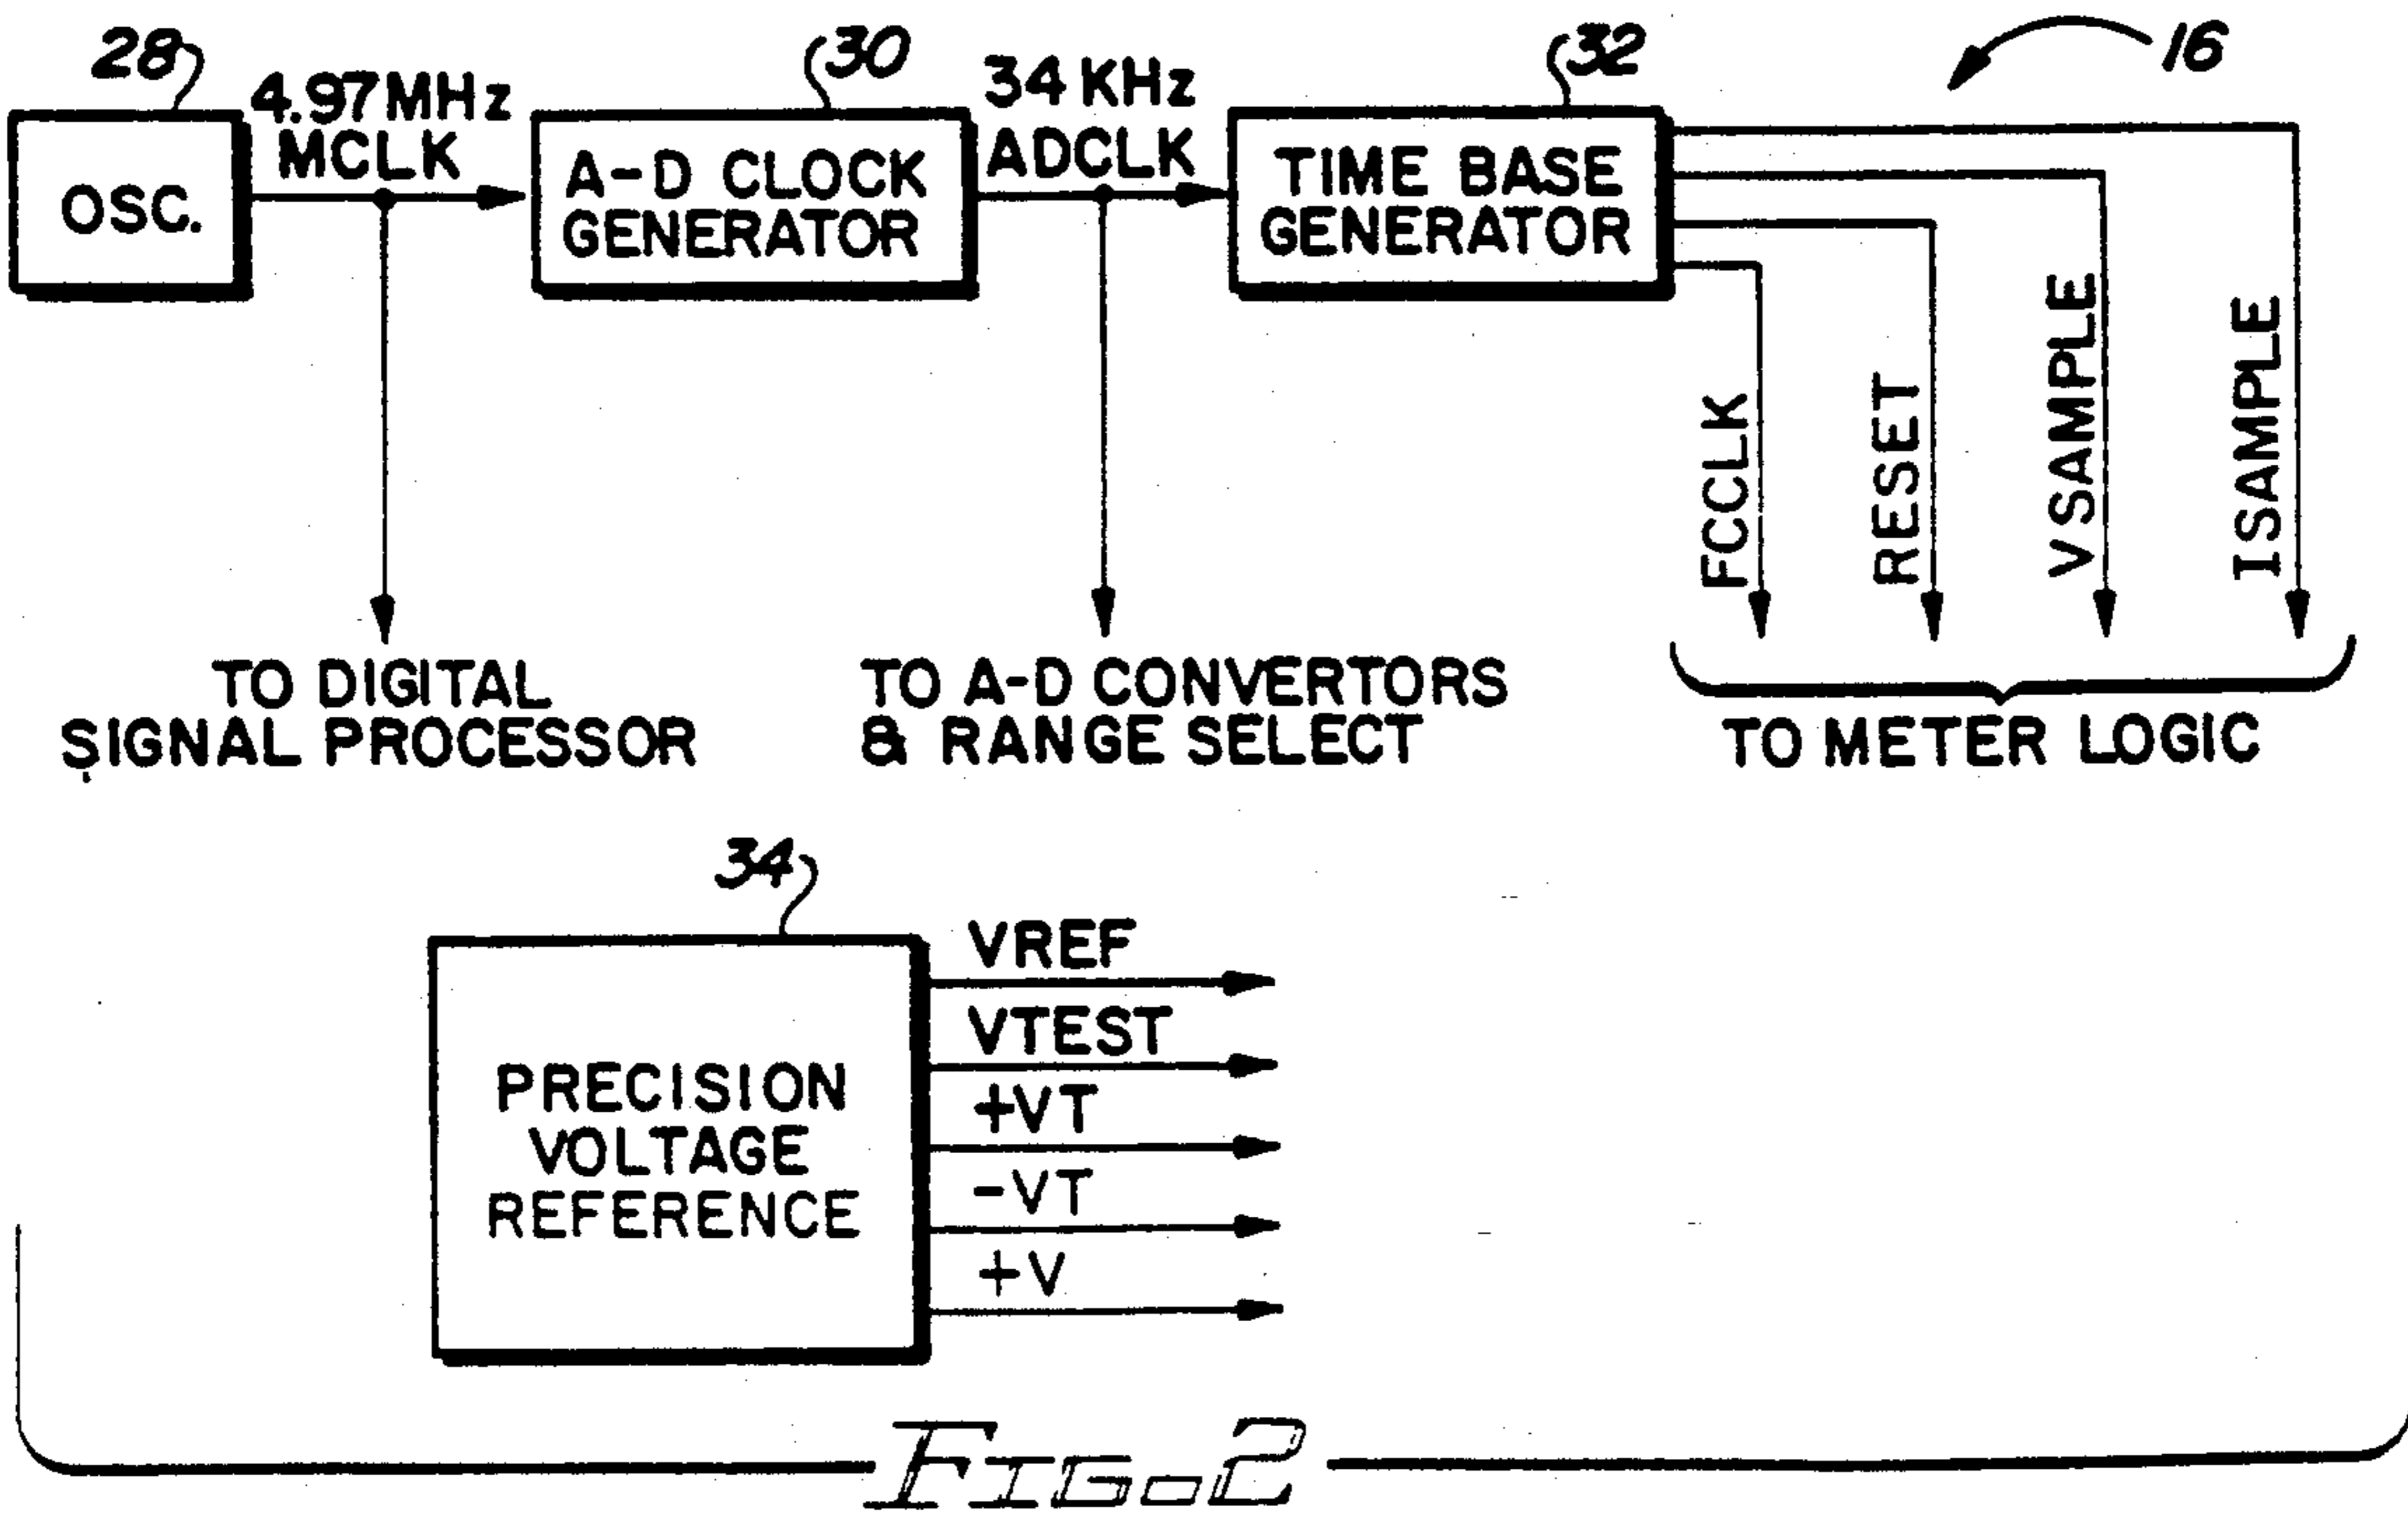 28
30
32
16
4.97MHz
MCLK
34 KHz
ADCLK
OSC.
A-D CLOCK
GENERATOR
TIME BASE
GENERATOR
FCCLK
RESET
VSAMPLE
ISAMPLE
TO DIGITAL
SIGNAL PROCESSOR
TO A-D CONVERTORS
& RANGE SELECT
TO METER LOGIC
34
PRECISION
VOLTAGE
REFERENCE
VREF
VTEST
+VT
-VT
+V
FIG.2